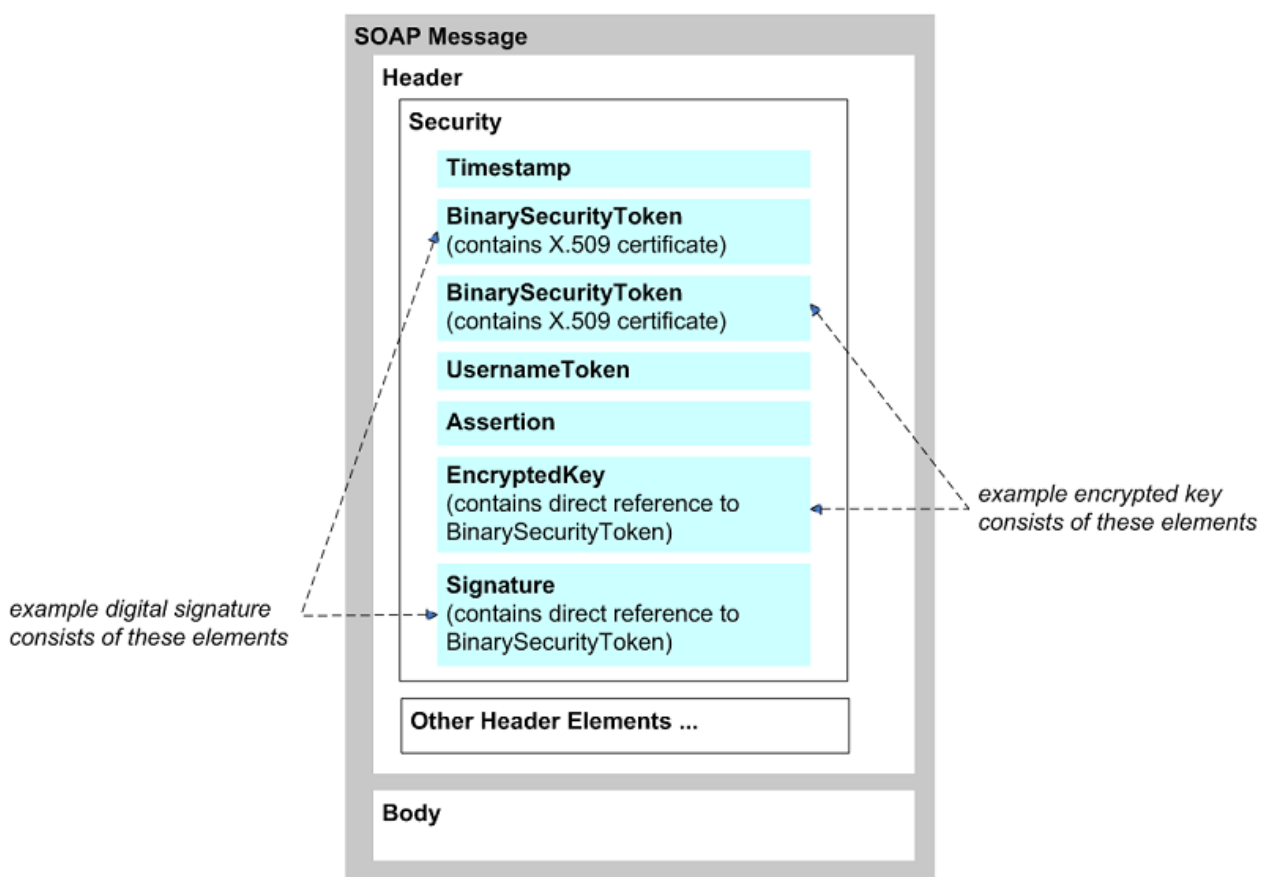 SOAP Message
Header
Security
Timestamp
BinarySecurityToken
(contains X.509 certificate)
BinarySecurityToken
(contains X.509 certificate)
UsernameToken
Assertion
EncryptedKey
(contains direct reference to
BinarySecurityToken)
example encrypted key
consists of these elements
Signature
(contains direct reference to
BinarySecurityToken)
example digital signature
consists of these elements
Other Header Elements ...
Body